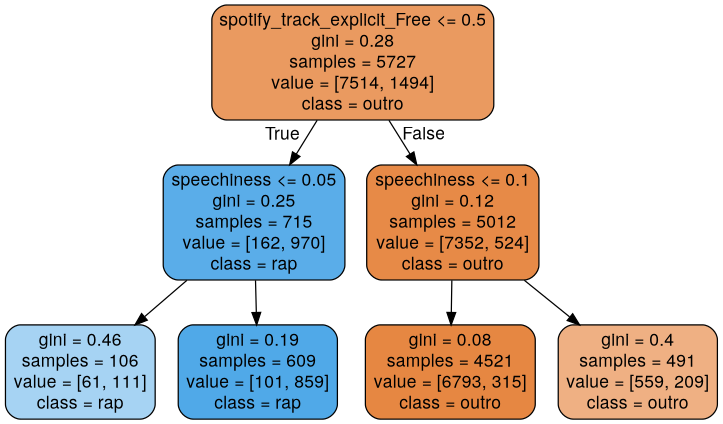 spotify_track_explicit_Free <= 0.5
gini = 0.28
samples = 5727
value = [7514, 1494]
class = outro
True
False
speechiness <= 0.05
gini = 0.25
samples = 715
value = [162, 970]
class = rap
speechiness <= 0.1
gini = 0.12
samples = 5012
value = [7352, 524]
class = outro
gini = 0.46
samples = 106
value = [61, 111]
class = rap
gini = 0.19
samples = 609
value = [101, 859]
class = rap
gini = 0.08
samples = 4521
value = [6793, 315]
class = outro
gini = 0.4
samples = 491
value = [559, 209]
class = outro